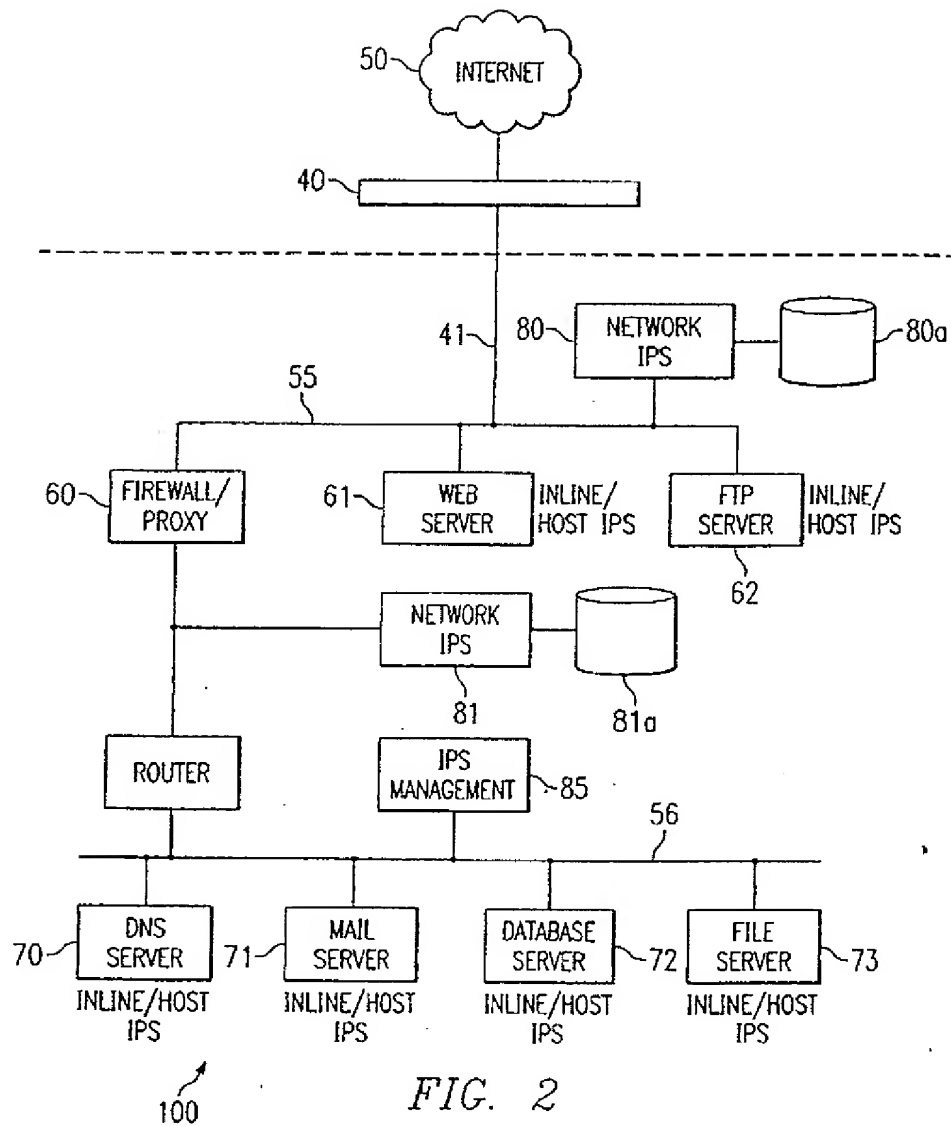 50
INTERNET
40
41
80
NETWORK
IPS
80a
55
60
FIREWALL/
PROXY
61
WEB
SERVER
INLINE/
HOST IPS
FTP
SERVER
INLINE/
HOST IPS
62
NETWORK
IPS
81
81a
ROUTER
IPS
MANAGEMENT
85
56
70
DNS
SERVER
INLINE/HOST
IPS
71
MAIL
SERVER
INLINE/HOST
IPS
DATABASE
SERVER
72
INLINE/HOST
IPS
FILE
SERVER
73
INLINE/HOST
IPS
100
FIG. 2